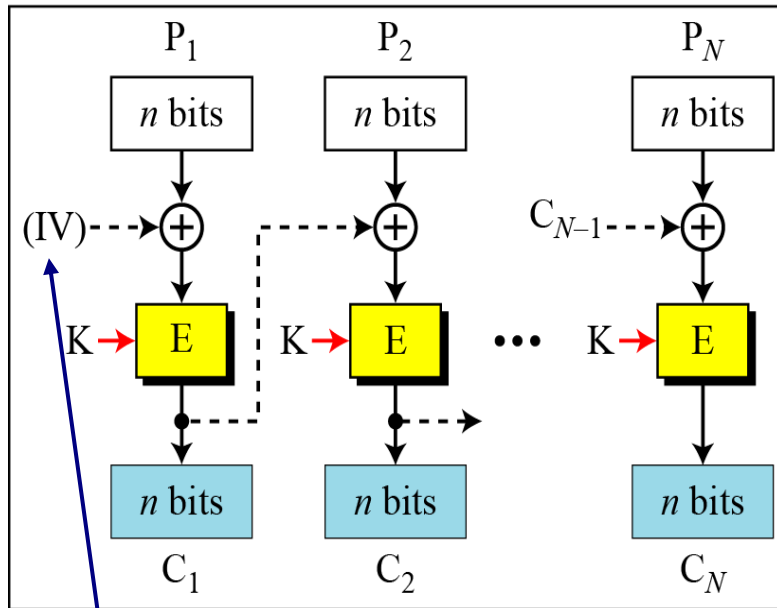 P1 P2 PN
n bits n bits n bits
(IV) CN–1
K E K E ••• K E
n bits n bits n bits
C1 C2 CN